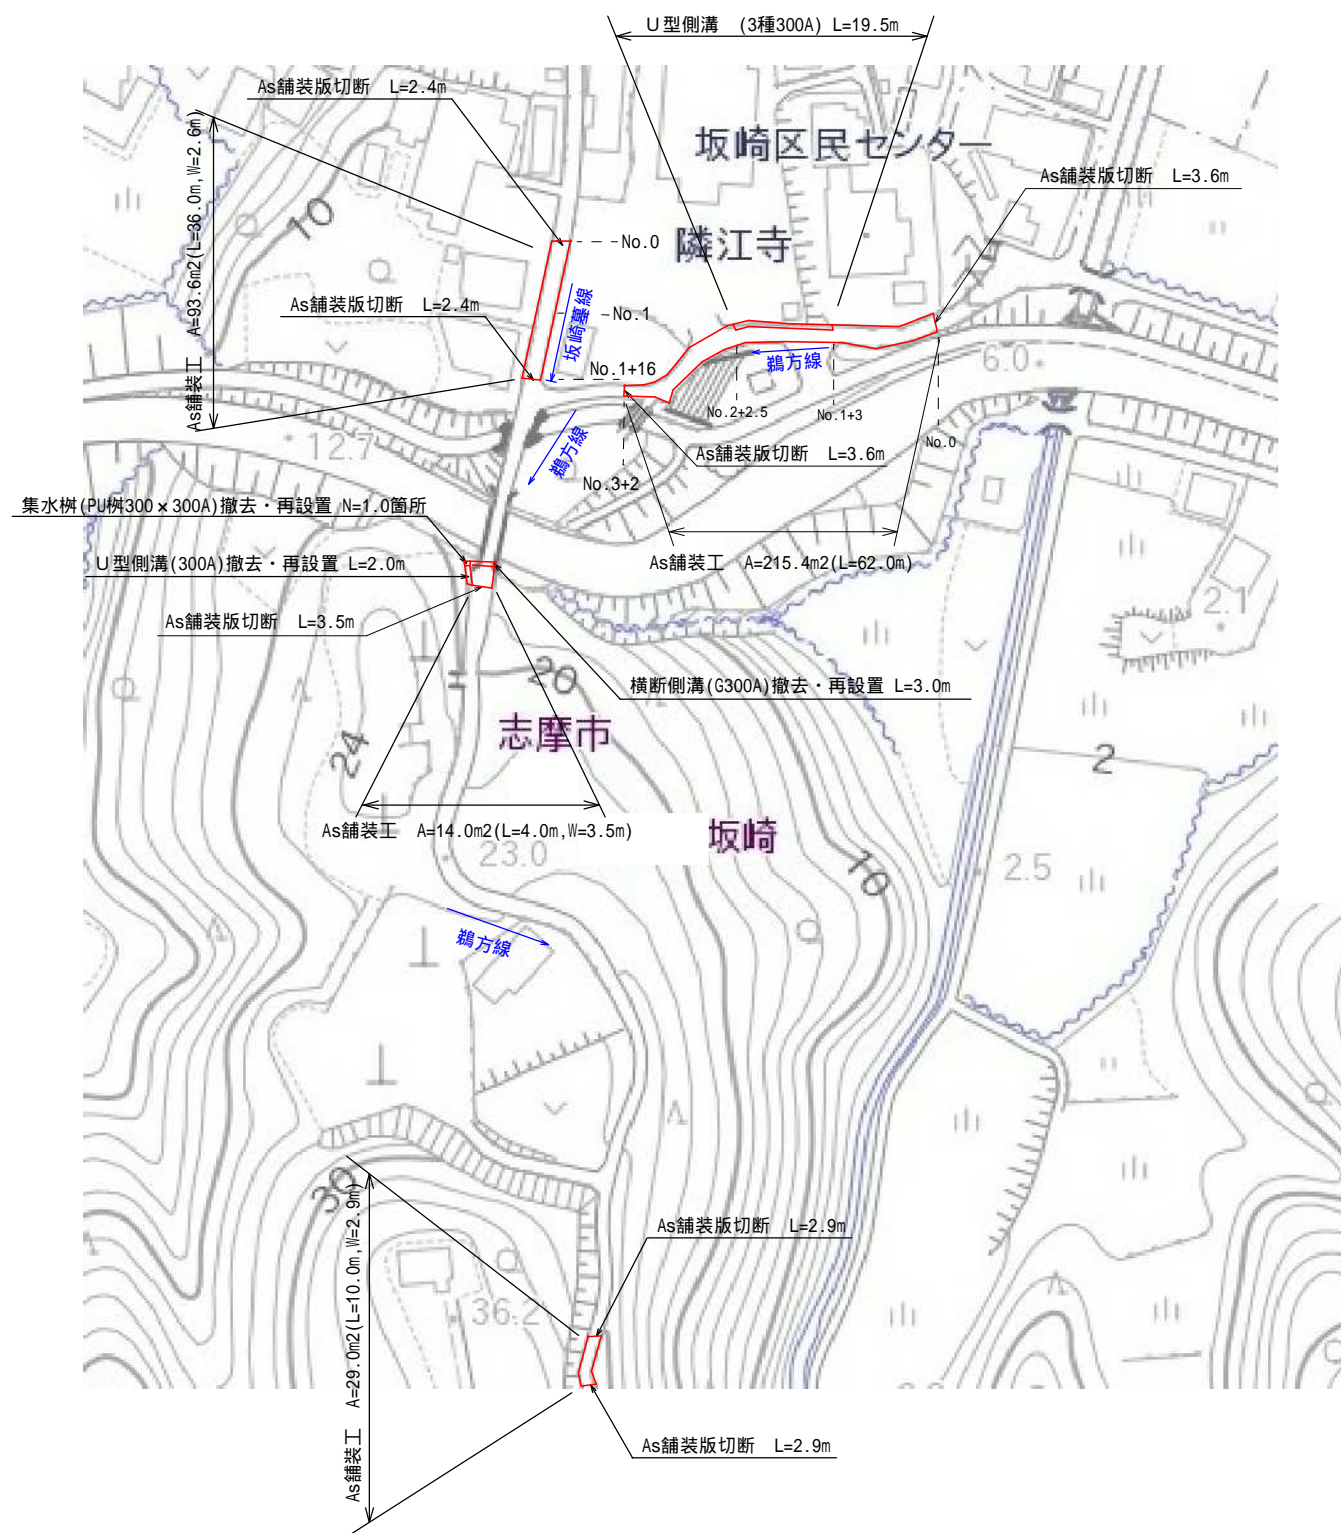 U型側溝　(3種300A) L=19.5m
As舗装版切断　L=2.4m
As舗装工　A=93.6m2(L=36.0m,W=2.6m)
坂崎区民センター
As舗装版切断　L=3.6m
隣江寺
No.0
10
As舗装版切断　L=2.4m
坂崎墓線
No.1
No.1+16
鵜方線
6.0
No.2+2.5
No.1+3
No.0
12.7
鵜方線
As舗装版切断　L=3.6m
No.3+2
集水桝(PU桝300×300A)撤去・再設置 N=1.0箇所
U型側溝(300A)撤去・再設置 L=2.0m
As舗装工　A=215.4m2(L=62.0m)
2.1
As舗装版切断　L=3.5m
20
横断側溝(G300A)撤去・再設置 L=3.0m
志摩市
24
2
As舗装工　A=14.0m2(L=4.0m,W=3.5m)
坂崎
23.0
10
2.5
鵜方線
30
As舗装工　A=29.0m2(L=10.0m,W=2.9m)
As舗装版切断　L=2.9m
36.2
As舗装版切断　L=2.9m